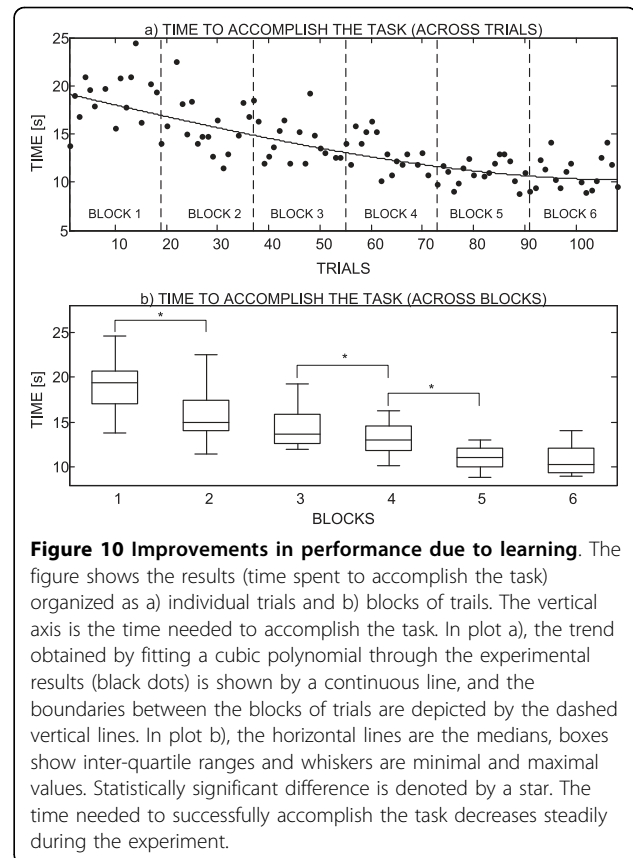 a) TIME TO ACCOMPLISH THE TASK (ACROSS TRIALS)
25
20
15
10
5
TIME [s]
BLOCK 1
BLOCK 2
BLOCK 3
BLOCK 4
BLOCK 5
BLOCK 6
10
20
30
40
50
60
70
80
90
100
TRIALS
b) TIME TO ACCOMPLISH THE TASK (ACROSS BLOCKS)
25
20
15
10
TIME [s]
*
*
*
1
2
3
4
5
6
BLOCKS
Figure 10 Improvements in performance due to learning. The
figure shows the results (time spent to accomplish the task)
organized as a) individual trials and b) blocks of trails. The vertical
axis is the time needed to accomplish the task. In plot a), the trend
obtained by fitting a cubic polynomial through the experimental
results (black dots) is shown by a continuous line, and the
boundaries between the blocks of trials are depicted by the dashed
vertical lines. In plot b), the horizontal lines are the medians, boxes
show inter-quartile ranges and whiskers are minimal and maximal
values. Statistically significant difference is denoted by a star. The
time needed to successfully accomplish the task decreases steadily
during the experiment.